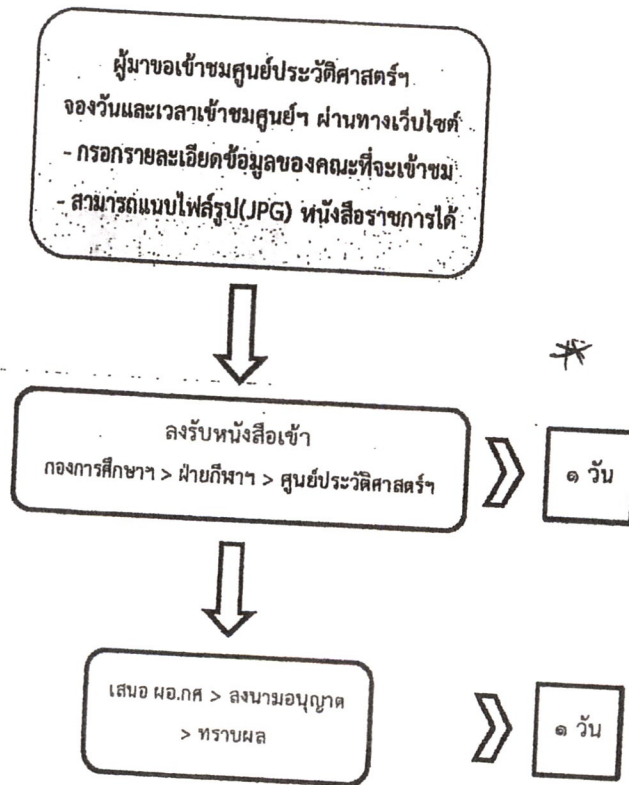 ผู้มาขอเข้าชมศูนย์ประวัติศาสตร์ฯ
จองวันและเวลาเข้าชมศูนย์ฯ ผ่านทางเว็บไซต์
- กรอกรายละเอียดข้อมูลของคณะที่จะเข้าชม
- สามารถแนบไฟล์รูป(JPG) หนังสือราชการได้
ลงรับหนังสือเข้า
กองการศึกษาฯ > ฝ่ายกีฬาฯ > ศูนย์ประวัติศาสตร์ฯ
๑ วัน
เสนอ ผอ.กศ > ลงนามอนุญาต
> ทราบผล
๑ วัน